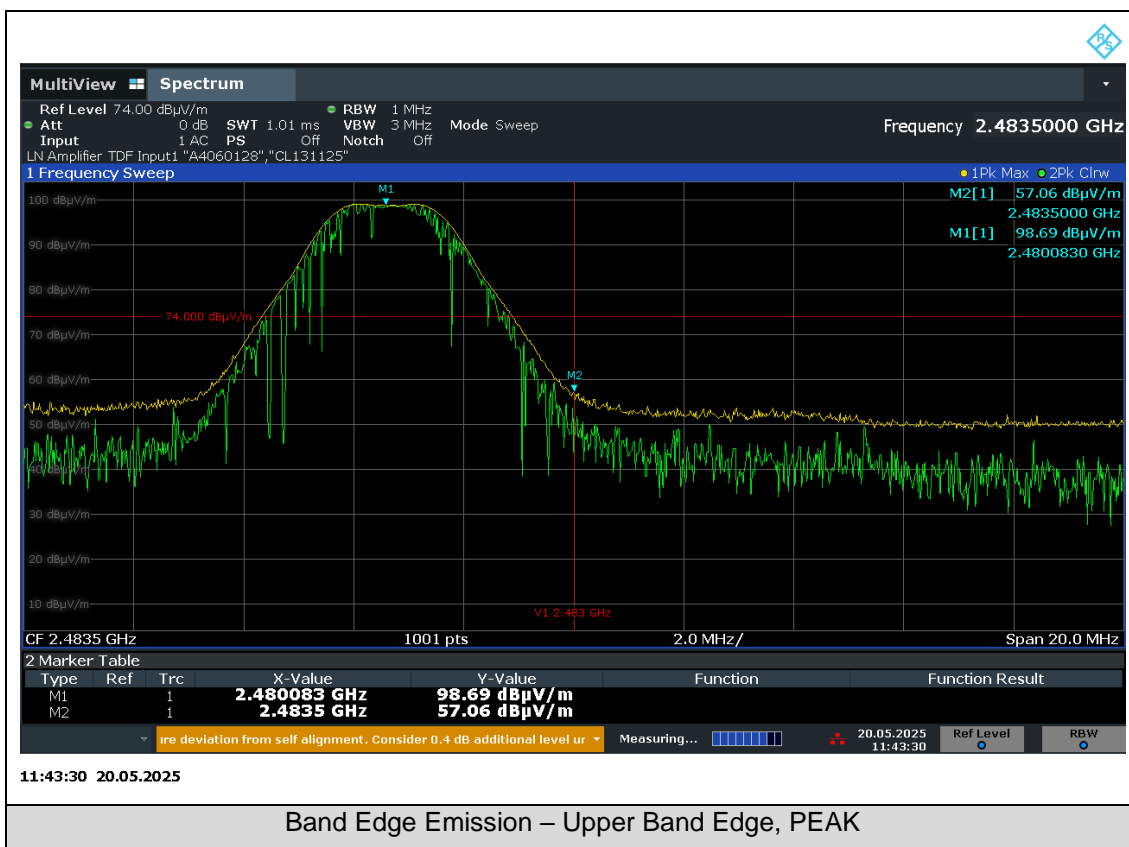 R S
MultiView Spectrum
Ref Level 74.00 dBµV/m RBW 1 MHz
Att 0 dB SWT 1.01 ms VBW 3 MHz Mode Sweep Frequency 2.4835000 GHz
Input 1 AC PS Off Notch Off
LN Amplifier TDF Input1 "A4060128","CL131125"
1 Frequency Sweep 1Pk Max 2Pk Clrw
M1 M2[1] 57.06 dBµV/m
100 dBµV/m
2.4835000 GHz
M1[1] 98.69 dBµV/m
90 dBµV/m
2.4800830 GHz
80 dBµV/m
74.000 dBµV/m
70 dBµV/m
M2
60 dBµV/m
50 dBµV/m
40 dBµV/m
30 dBµV/m
20 dBµV/m
10 dBµV/m
V1 2.483 GHz
CF 2.4835 GHz 1001 pts 2.0 MHz/ Span 20.0 MHz
2 Marker Table
Type Ref Trc X-Value Y-Value Function Function Result
M1 1 2.480083 GHz 98.69 dBµV/m
M2 1 2.4835 GHz 57.06 dBµV/m
ıre deviation from self alignment. Consider 0.4 dB additional level ur Measuring... 20.05.2025 Ref Level RBW
11:43:30
11:43:30 20.05.2025
Band Edge Emission – Upper Band Edge, PEAK